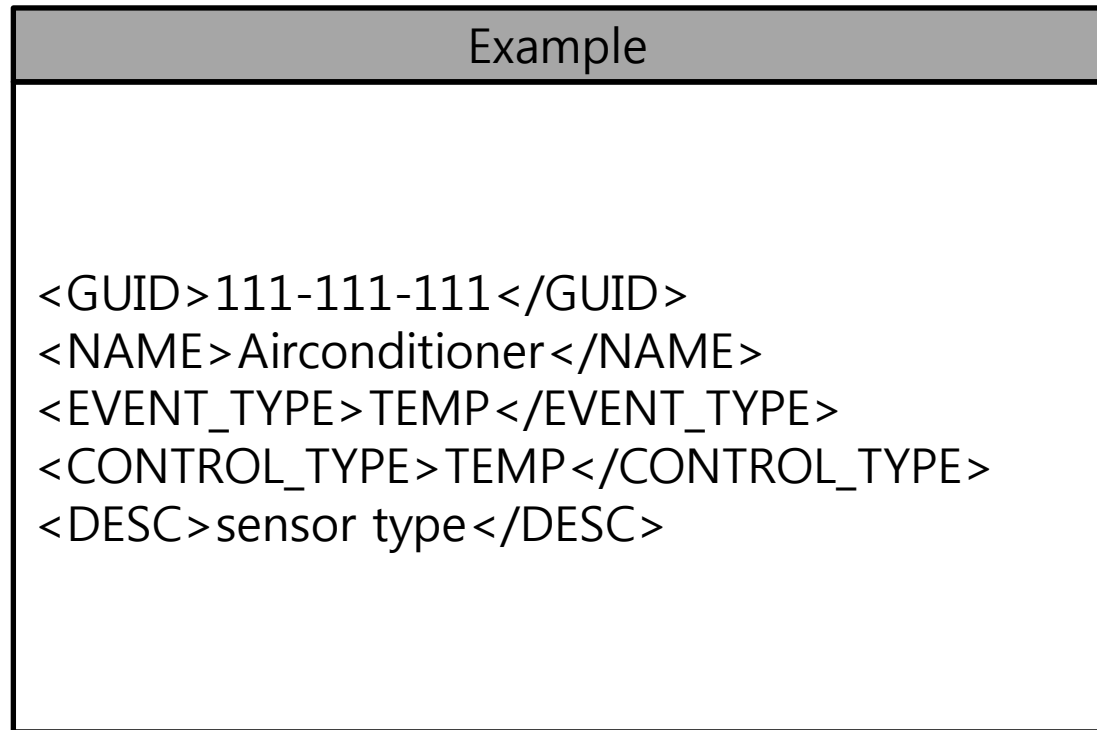 Example
<GUID>111-111-111</GUID>
<NAME>Airconditioner</NAME>
<EVENT_TYPE>TEMP</EVENT_TYPE>
<CONTROL_TYPE>TEMP</CONTROL_TYPE>
<DESC>sensor type</DESC>